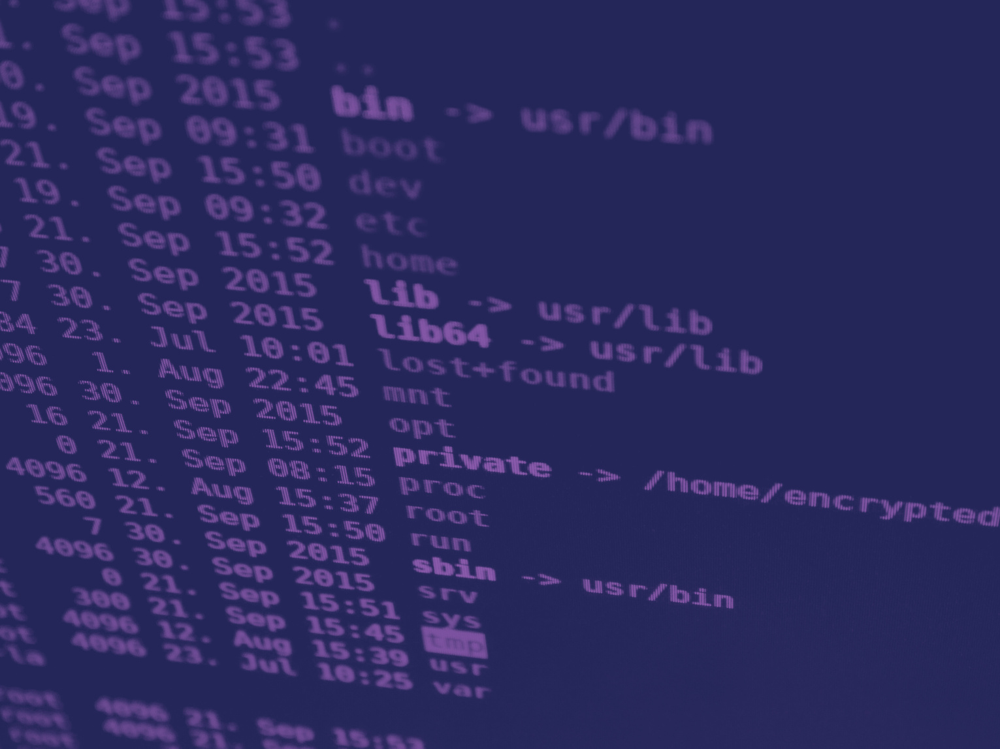 Sep 15:53 .
1. Sep 15:53 ..
0. Sep 2015 bin -> usr/bin
19. Sep 09:31 boot
21. Sep 15:50 dev
19. Sep 09:32 etc
21. Sep 15:52 home
7 30. Sep 2015 lib -> usr/lib
7 30. Sep 2015 lib64 -> usr/lib
84 23. Jul 10:01 lost+found
096 1. Aug 22:45 mnt
096 30. Sep 2015 opt
16 21. Sep 15:52 private -> /home/encrypted
0 21. Sep 08:15 proc
4096 12. Aug 15:37 root
560 21. Sep 15:50 run
7 30. Sep 2015 sbin -> usr/bin
4096 30. Sep 2015 srv
t 0 21. Sep 15:51 sys
t 300 21. Sep 15:45 tmp
ot 4096 12. Aug 15:39 usr
ot 4096 23. Jul 10:25 var
la
root 4096 21. Sep 15:53
root 4096 21.
root